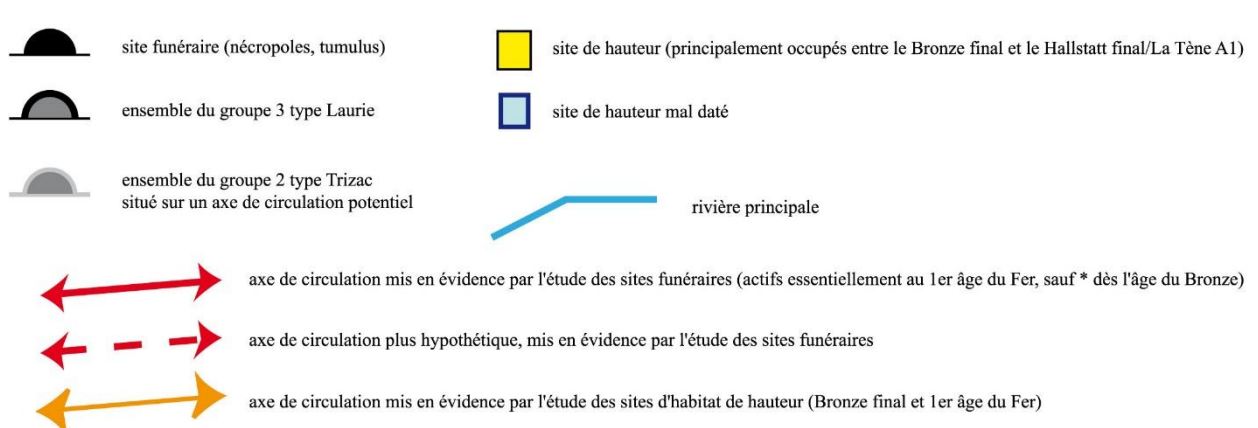 site funéraire (nécropoles, tumulus)
site de hauteur (principalement occupés entre le Bronze final et le Hallstatt final/La Tène A1)
ensemble du groupe 3 type Laurie
site de hauteur mal daté
ensemble du groupe 2 type Trizac
situé sur un axe de circulation potentiel
rivière principale
axe de circulation mis en évidence par l'étude des sites funéraires (actifs essentiellement au 1er âge du Fer, sauf * dès l'âge du Bronze)
axe de circulation plus hypothétique, mis en évidence par l'étude des sites funéraires
axe de circulation mis en évidence par l'étude des sites d'habitat de hauteur (Bronze final et 1er âge du Fer)